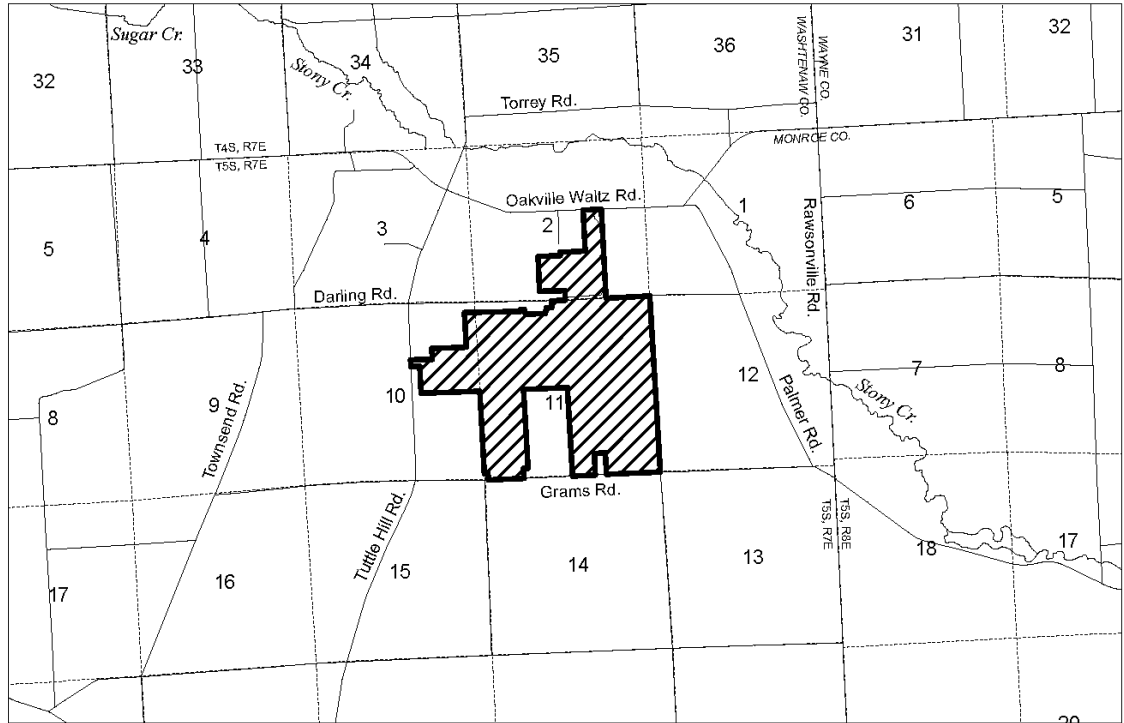 Sugar Cr.
32
33
34
35
36
31
32
Stony Cr.
WASHTENAW CO.
WAYNE CO.
Torrey Rd.
MONROE CO.
T4S, R7E
T5S, R7E
Oakville Waltz Rd.
5
4
3
2
1
6
5
Rawsonville Rd.
Darling Rd.
8
9
10
11
12
7
8
Townsend Rd.
Palmer Rd.
Stony Cr.
Grams Rd.
Tuttle Hill Rd.
T5S, R7E
T5S, R8E
17
16
15
14
13
18
17